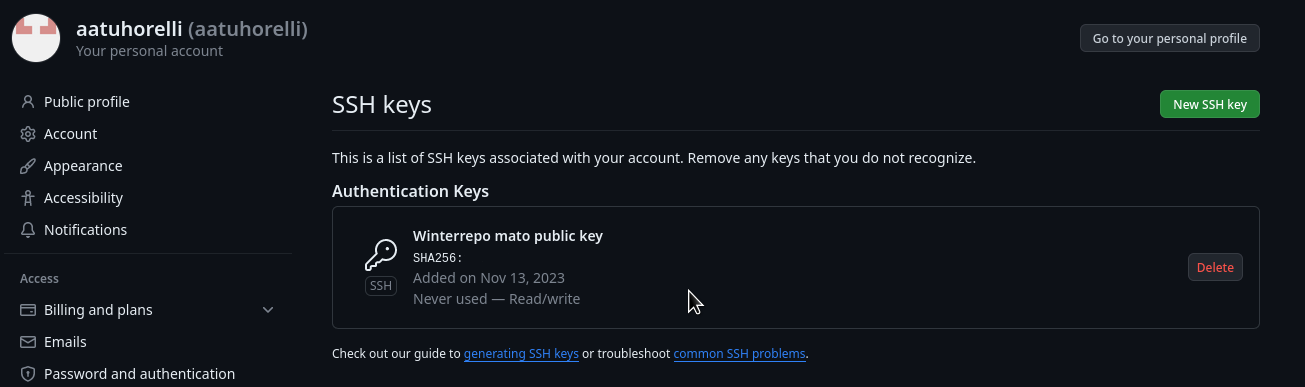 aatuhorelli (aatuhorelli)
Your personal account
Go to your personal profile
Public profile
Account
Appearance
Accessibility
Notifications
Access
Billing and plans
Emails
Password and authentication
SSH keys
New SSH key
This is a list of SSH keys associated with your account. Remove any keys that you do not recognize.
Authentication Keys
SSH
Winterrepo mato public key
SHA256:
Added on Nov 13, 2023
Never used — Read/write
Delete
Check out our guide to generating SSH keys or troubleshoot common SSH problems.